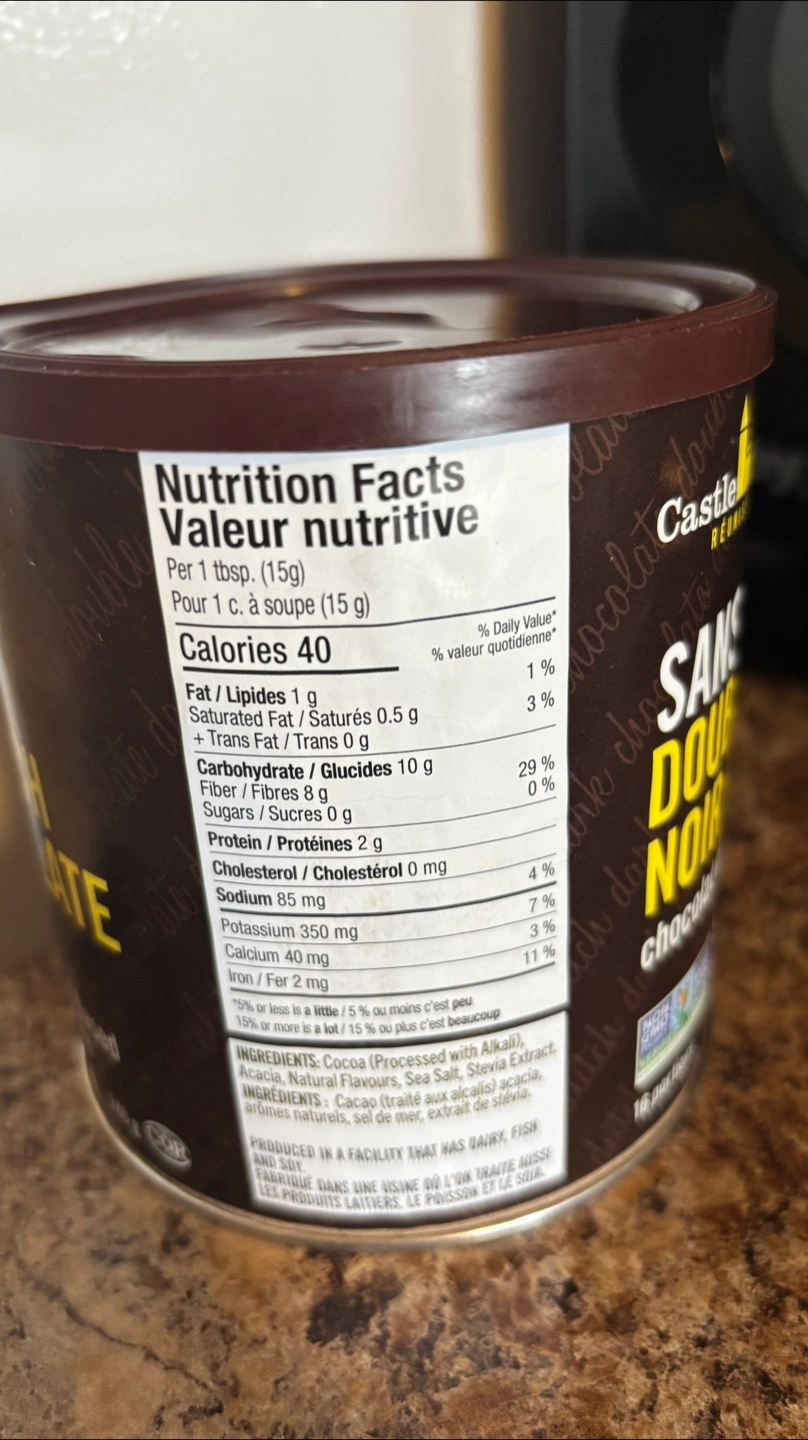 Nutrition Facts
Valeur nutritive
Per 1 tbsp. (15g)
Pour 1 c. à soupe (15 g)
Calories 40
% Daily Value*
% valeur quotidienne*
Fat / Lipides 1 g 1 %
Saturated Fat / Saturés 0.5 g 3 %
+ Trans Fat / Trans 0 g
Carbohydrate / Glucides 10 g
Fiber / Fibres 8 g 29 %
Sugars / Sucres 0 g 0 %
Protein / Protéines 2 g
Cholesterol / Cholestérol 0 mg
Sodium 85 mg 4 %
Potassium 350 mg 7 %
Calcium 40 mg 3 %
Iron / Fer 2 mg 11 %
*5% or less is a little / 5 % ou moins c'est peu
15% or more is a lot / 15 % ou plus c'est beaucoup
INGREDIENTS: Cocoa (Processed with Alkali),
Acacia, Natural Flavours, Sea Salt, Stevia Extract.
INGRÉDIENTS : Cacao (traité aux alcalis) acacia,
arômes naturels, sel de mer, extrait de stévia.
PRODUCED IN A FACILITY THAT HAS DAIRY, FISH
AND SOY.
FABRIQUÉ DANS UNE USINE OÙ L'ON TRAITE AUSSI
LES PRODUITS LAITIERS, LE POISSON ET LE SOJA.
Castle
SANS
NOIR
COR